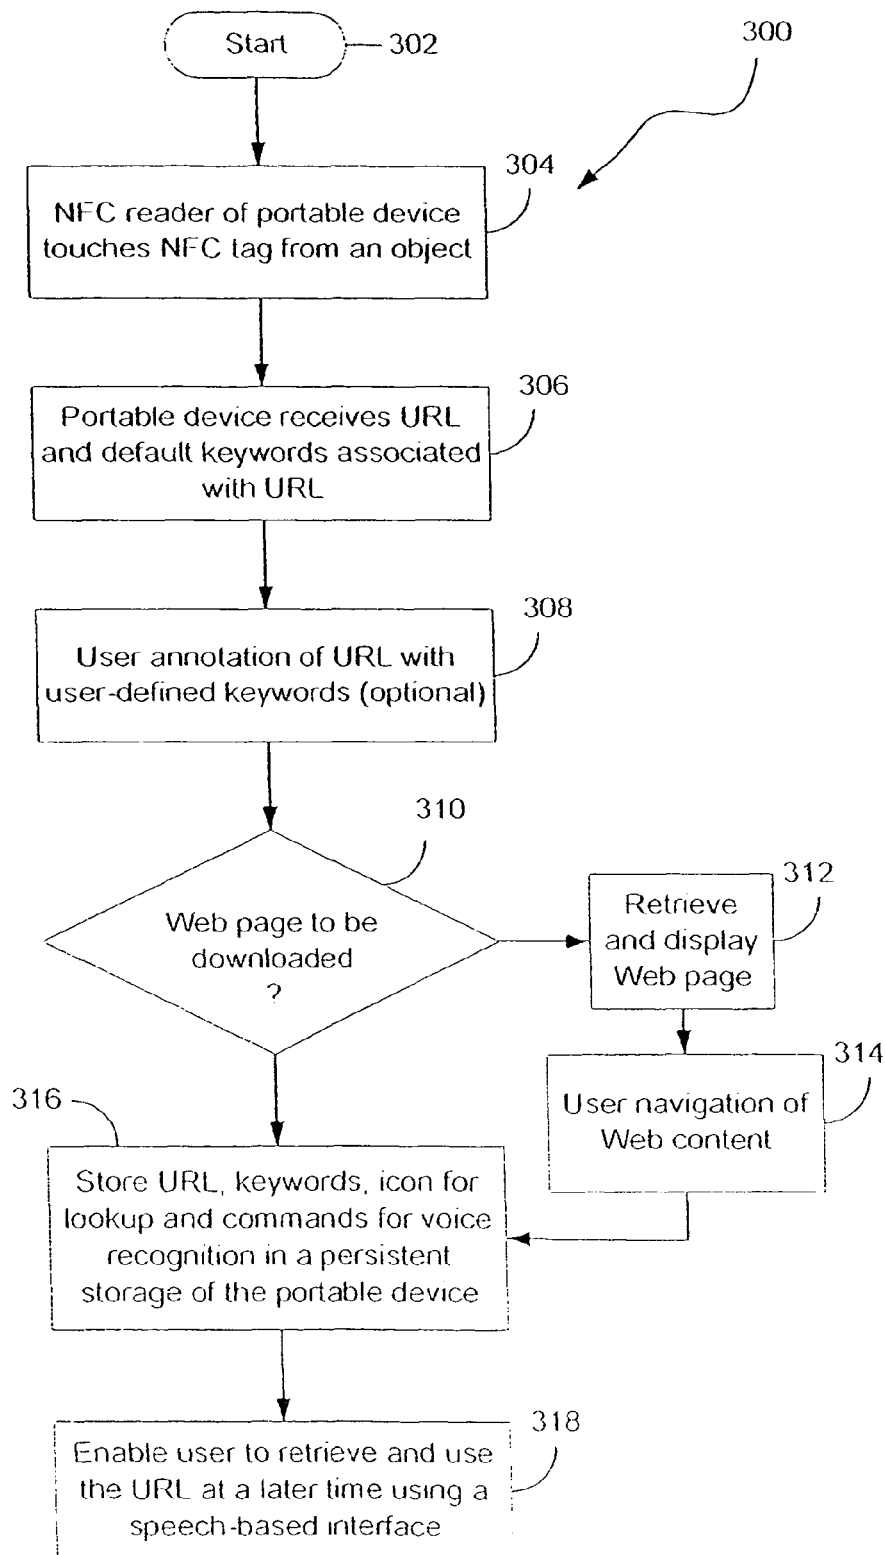 Start
302
300
304
NFC reader of portable device
touches NFC tag from an object
306
Portable device receives URL
and default keywords associated
with URL
308
User annotation of URL with
user-defined keywords (optional)
310
Web page to be
downloaded
?
312
Retrieve
and display
Web page
314
User navigation of
Web content
316
Store URL, keywords, icon for
lookup and commands for voice
recognition in a persistent
storage of the portable device
318
Enable user to retrieve and use
the URL at a later time using a
speech-based interface